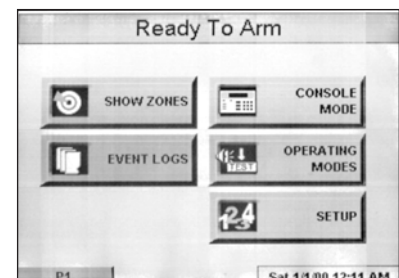 Ready To Arm
SHOW ZONES
CONSOLE
MODE
EVENT LOGS
TEST
OPERATING
MODES
1234
SETUP
P1
Sat 1/1/00 12:11 AM